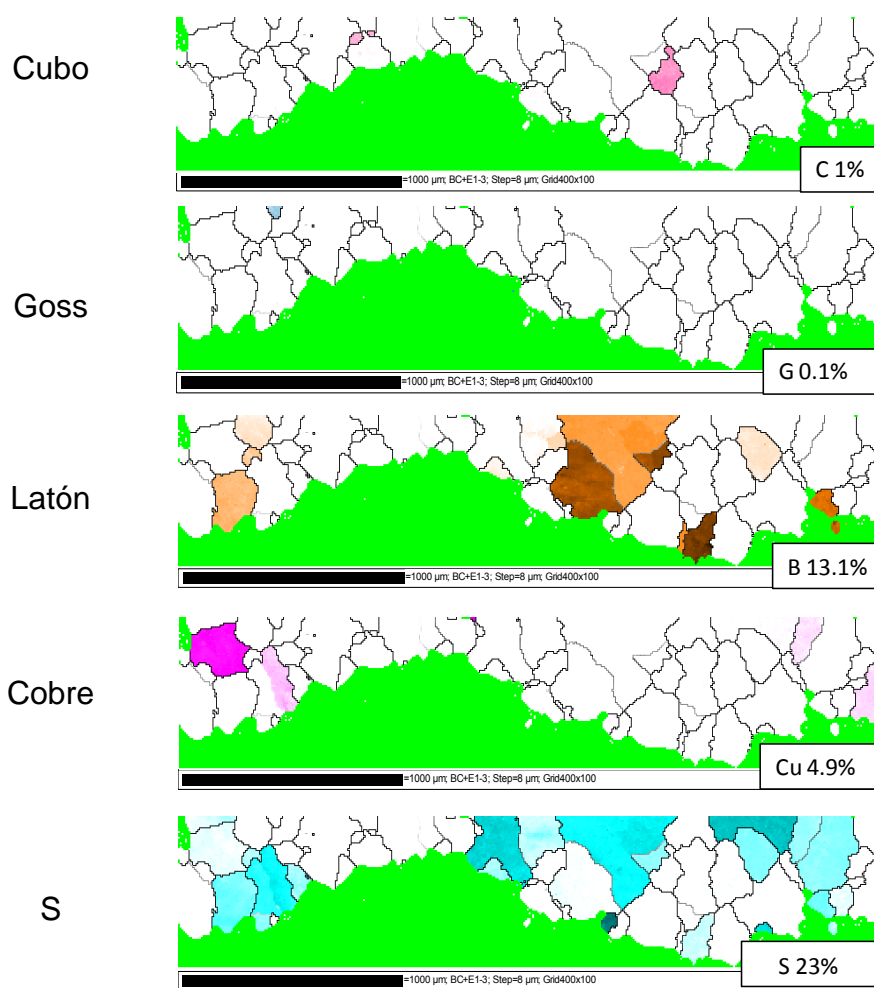 Cubo
C 1%
=1000 µm; BC+E1-3; Step=8 µm; Grid400x100
Goss
G 0.1%
=1000 µm; BC+E1-3; Step=8 µm; Grid400x100
Latón
B 13.1%
=1000 µm; BC+E1-3; Step=8 µm; Grid400x100
Cobre
Cu 4.9%
=1000 µm; BC+E1-3; Step=8 µm; Grid400x100
S
S 23%
=1000 µm; BC+E1-3; Step=8 µm; Grid400x100